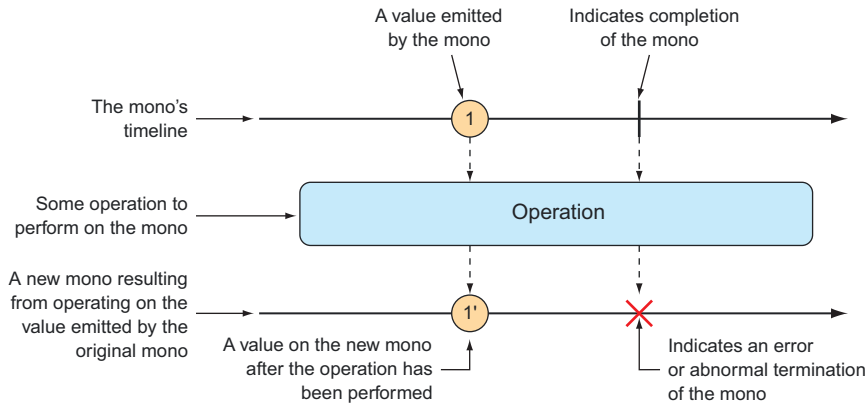 A value emitted
by the mono
Indicates completion
of the mono
The mono's
timeline
1
Some operation to
perform on the mono
Operation
A new mono resulting
from operating on the
value emitted by the
original mono
1'
A value on the new mono
after the operation has
been performed
Indicates an error
or abnormal termination
of the mono